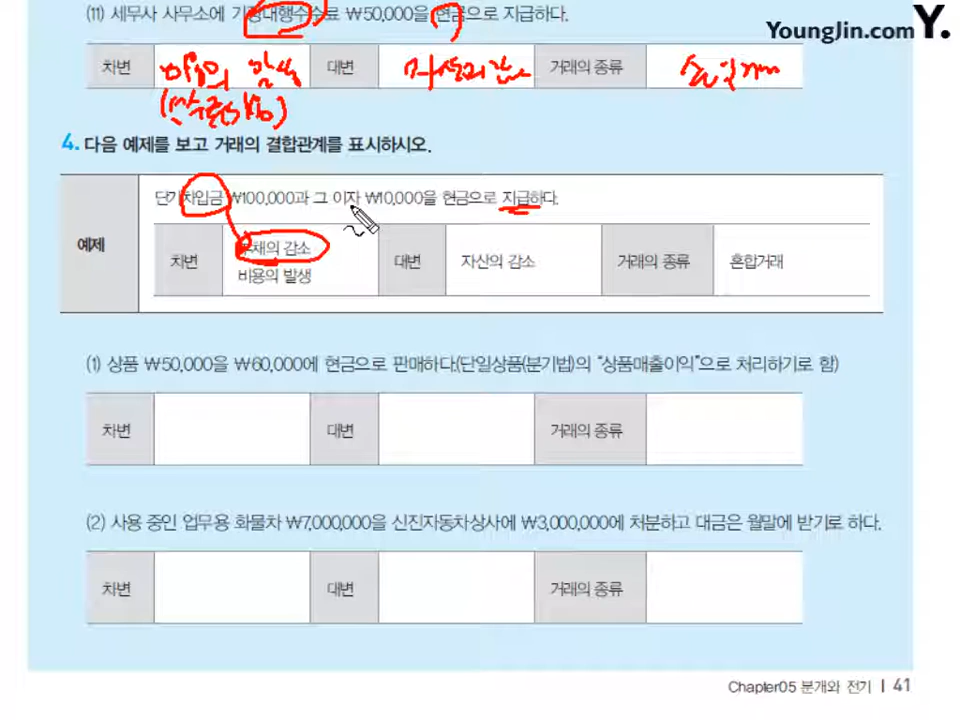 (11) 세무사 사무소에 기장대행수수료 ₩50,000을 현금으로 지급하다.
YoungJin.com Y.
차변 비용의 발생 대변 자산의 감소 거래의 종류 손익거래
(수수료비용)
4. 다음 예제를 보고 거래의 결합관계를 표시하시오.
단기차입금 ₩100,000과 그 이자 ₩10,000을 현금으로 지급하다.
예제
차변 부채의 감소 대변 자산의 감소 거래의 종류 혼합거래
비용의 발생
(1) 상품 ₩50,000을 ₩60,000에 현금으로 판매하다.(단일상품(분기법)의 "상품매출이익"으로 처리하기로 함)
차변 대변 거래의 종류
(2) 사용 중인 업무용 화물차 ₩7,000,000을 신진자동차상사에 ₩3,000,000에 처분하고 대금은 월말에 받기로 하다.
차변 대변 거래의 종류
Chapter05 분개와 전기 | 41